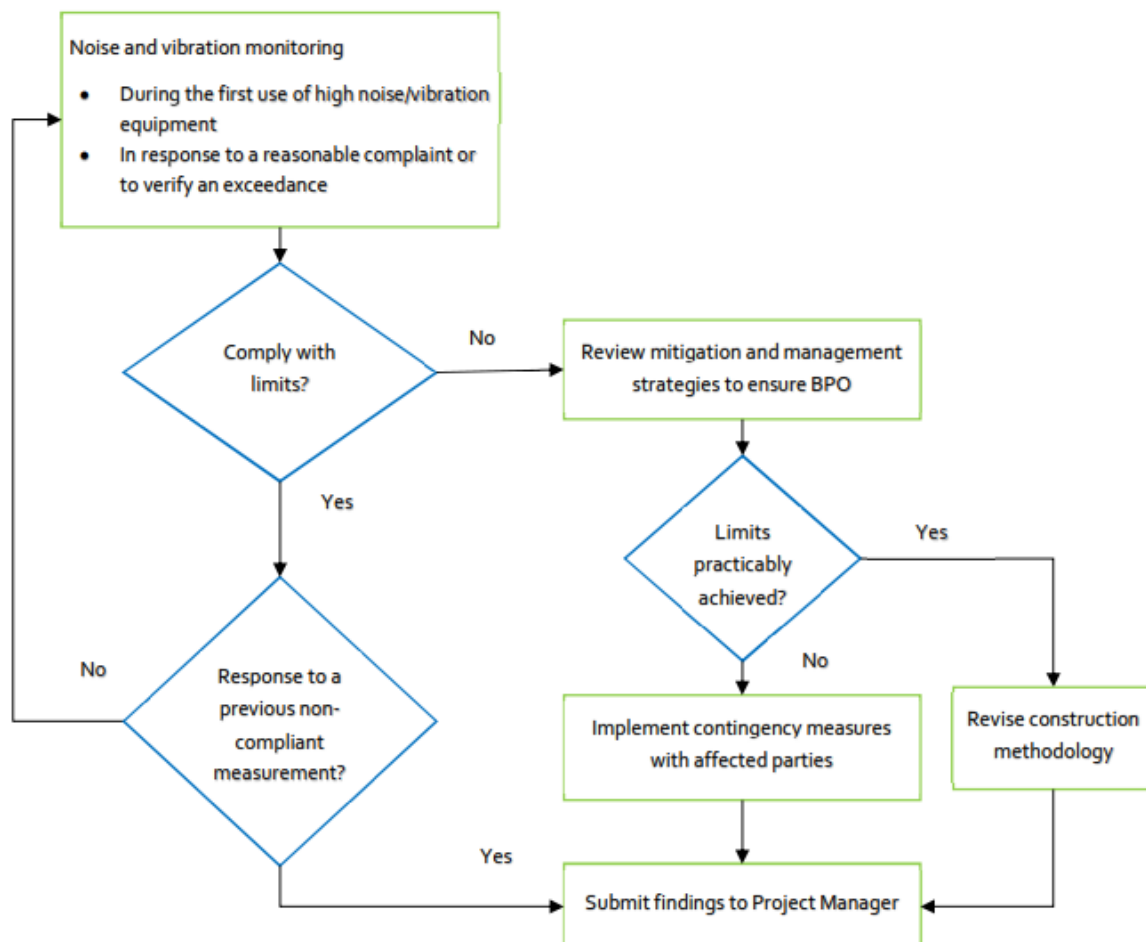 Noise and vibration monitoring
• During the first use of high noise/vibration
equipment
• In response to a reasonable complaint or
to verify an exceedance
Comply with
limits?
No
Review mitigation and management
strategies to ensure BPO
Yes
Limits
practicably
achieved?
Yes
No
Response to a
previous non-
compliant
measurement?
No
Implement contingency measures
with affected parties
Revise construction
methodology
Yes
Submit findings to Project Manager